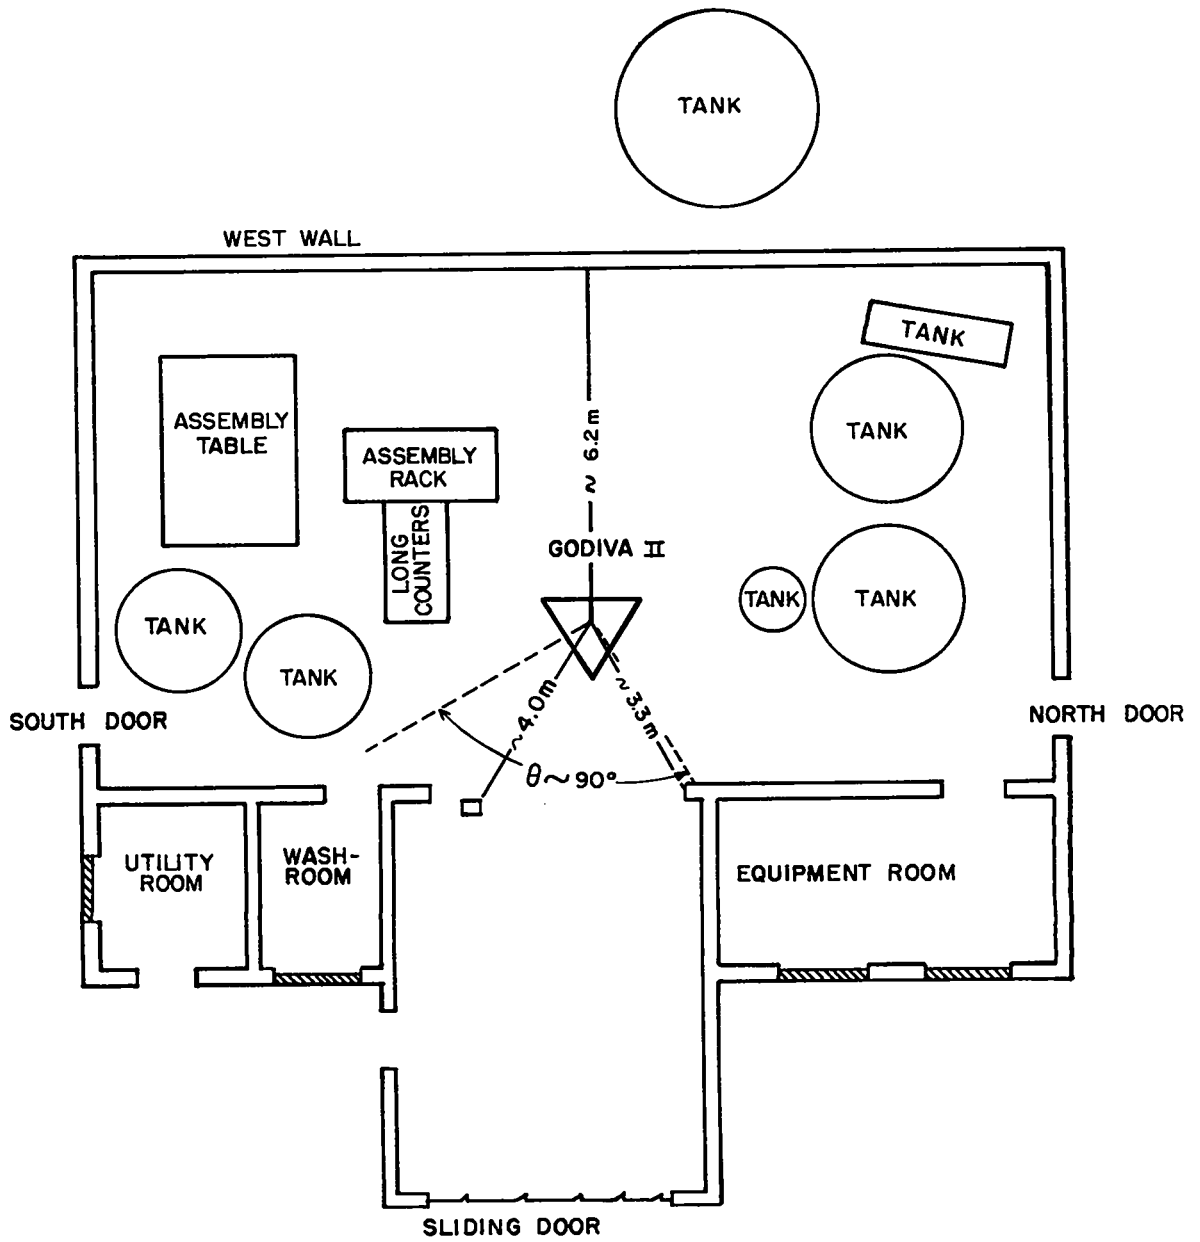 TANK
WEST WALL
TANK
ASSEMBLY
TABLE
~ 6.2m
TANK
ASSEMBLY
RACK
LONG
COUNTERS
GODIVA II
TANK
TANK
TANK
TANK
~4.0m
~3.3m
SOUTH DOOR
NORTH DOOR
θ~90°
UTILITY
ROOM
WASH-
ROOM
EQUIPMENT ROOM
SLIDING DOOR